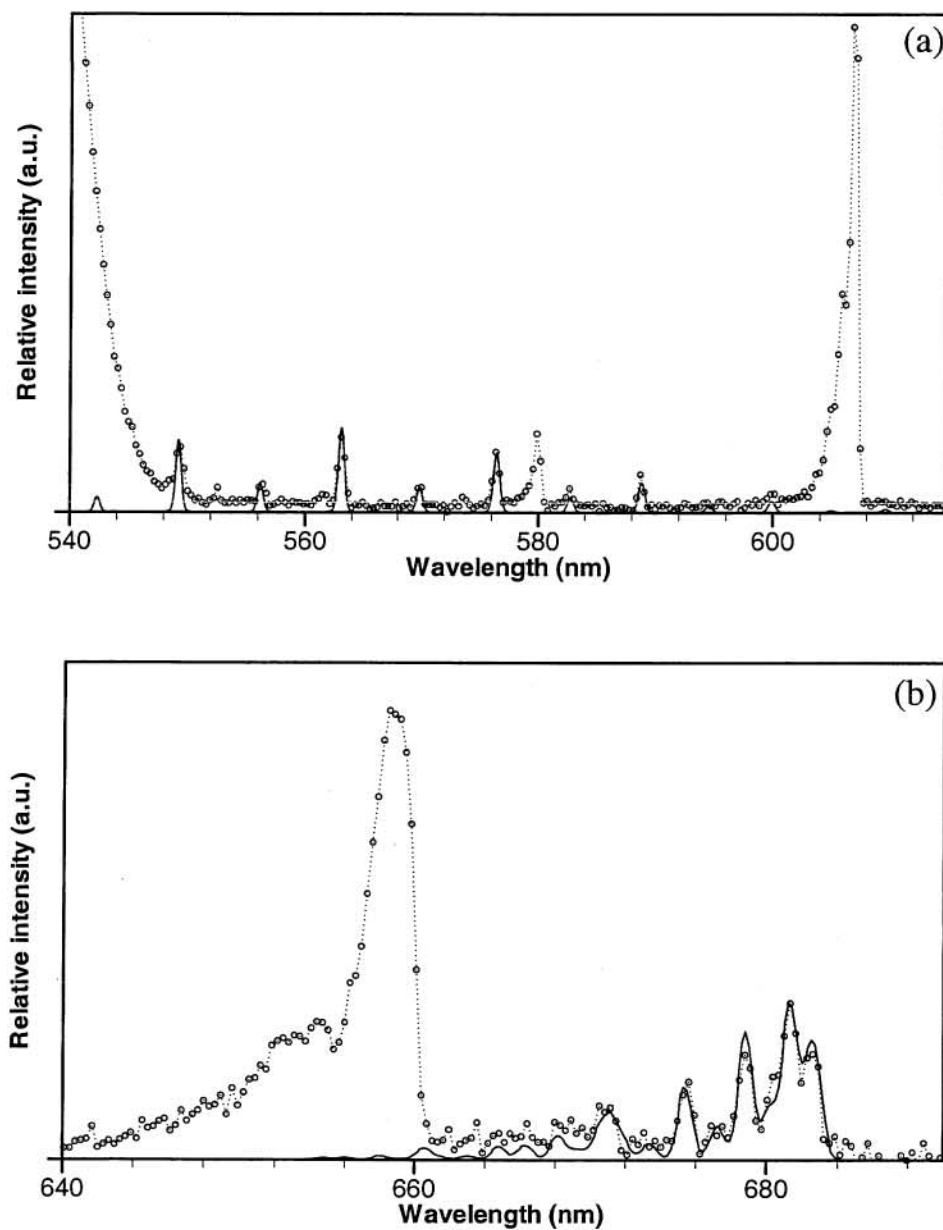 (a)
Relative intensity (a.u.)
540
560
580
600
Wavelength (nm)
(b)
Relative intensity (a.u.)
640
660
680
Wavelength (nm)